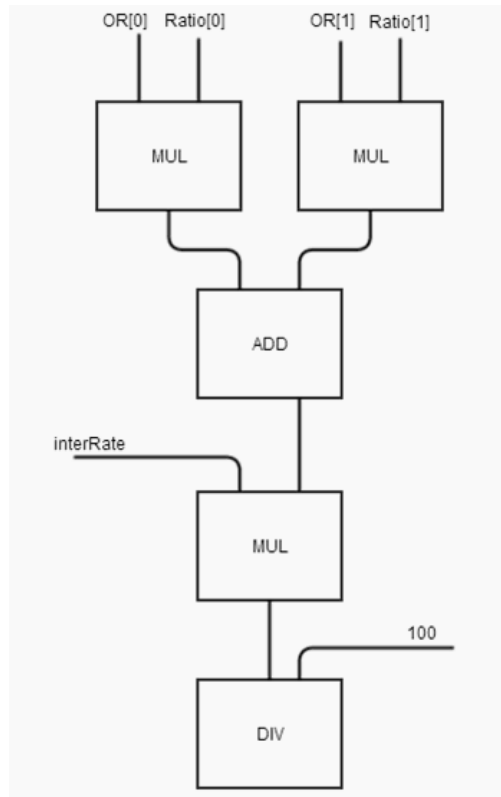 OR[0] Ratio[0] OR[1] Ratio[1]
MUL MUL
ADD
interRate
MUL
100
DIV